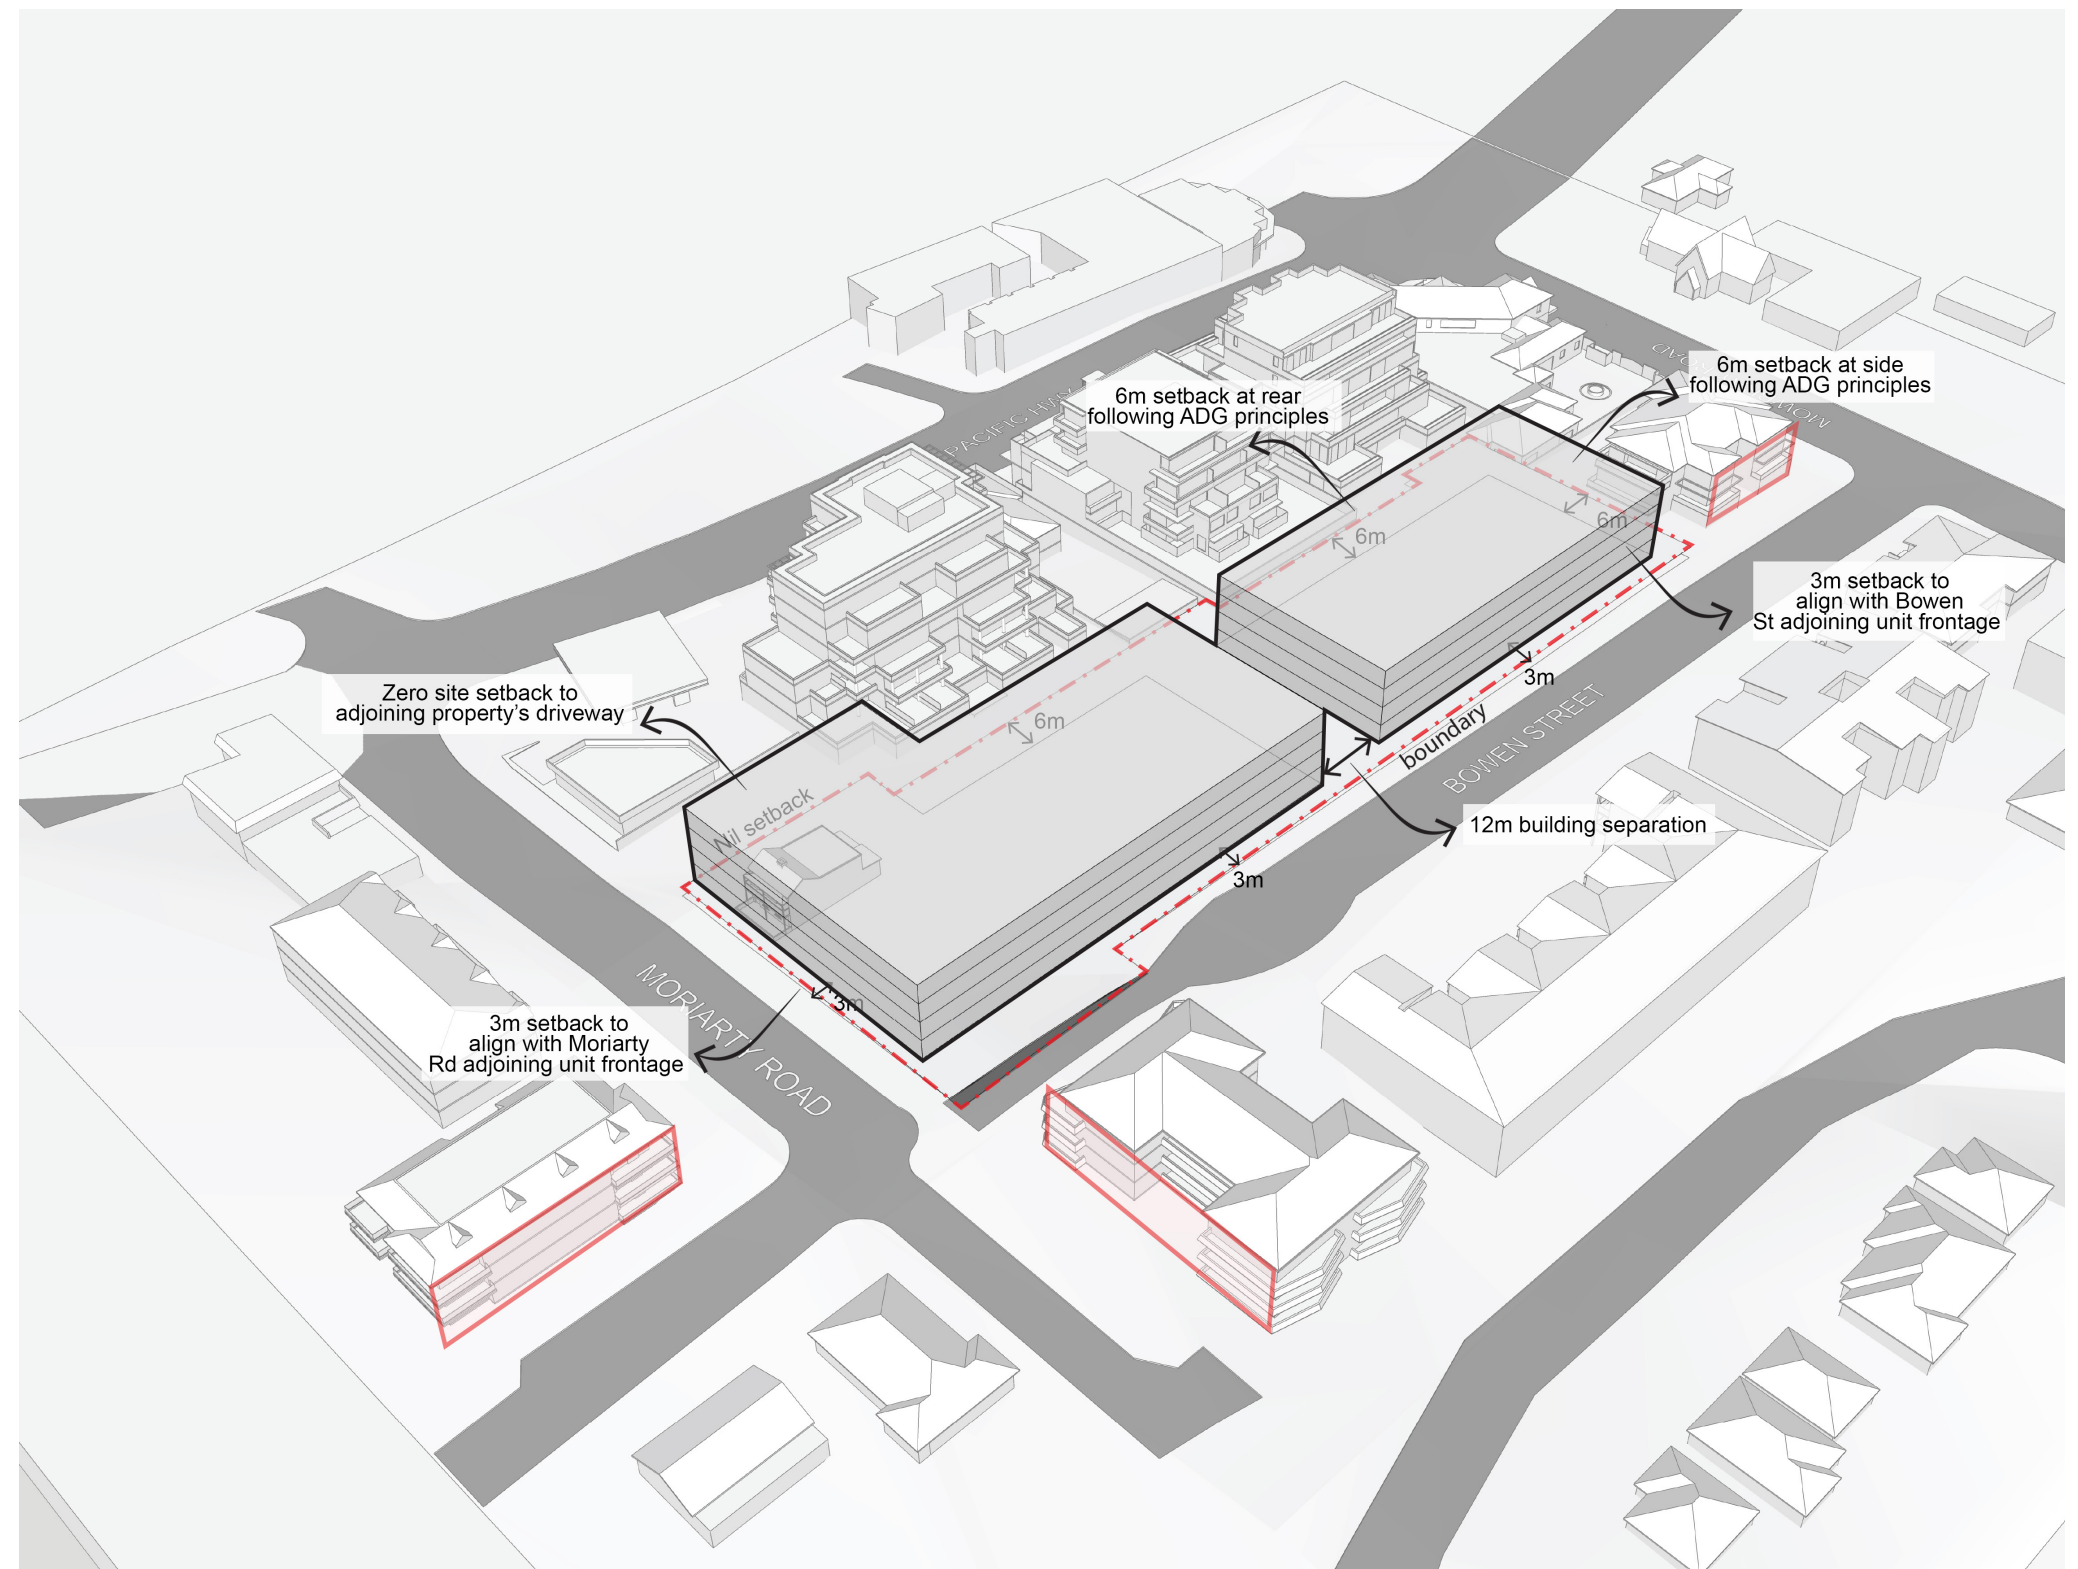 PACIFIC HWY
6m setback at rear
following ADG principles
6m setback at side
following ADG principles
6m
6m
3m setback to
align with Bowen
St adjoining unit frontage
3m
Zero site setback to
adjoining property's driveway
6m
boundary
BOWEN STREET
Nil setback
12m building separation
3m
MORIARTY ROAD
3m
3m setback to
align with Moriarty
Rd adjoining unit frontage